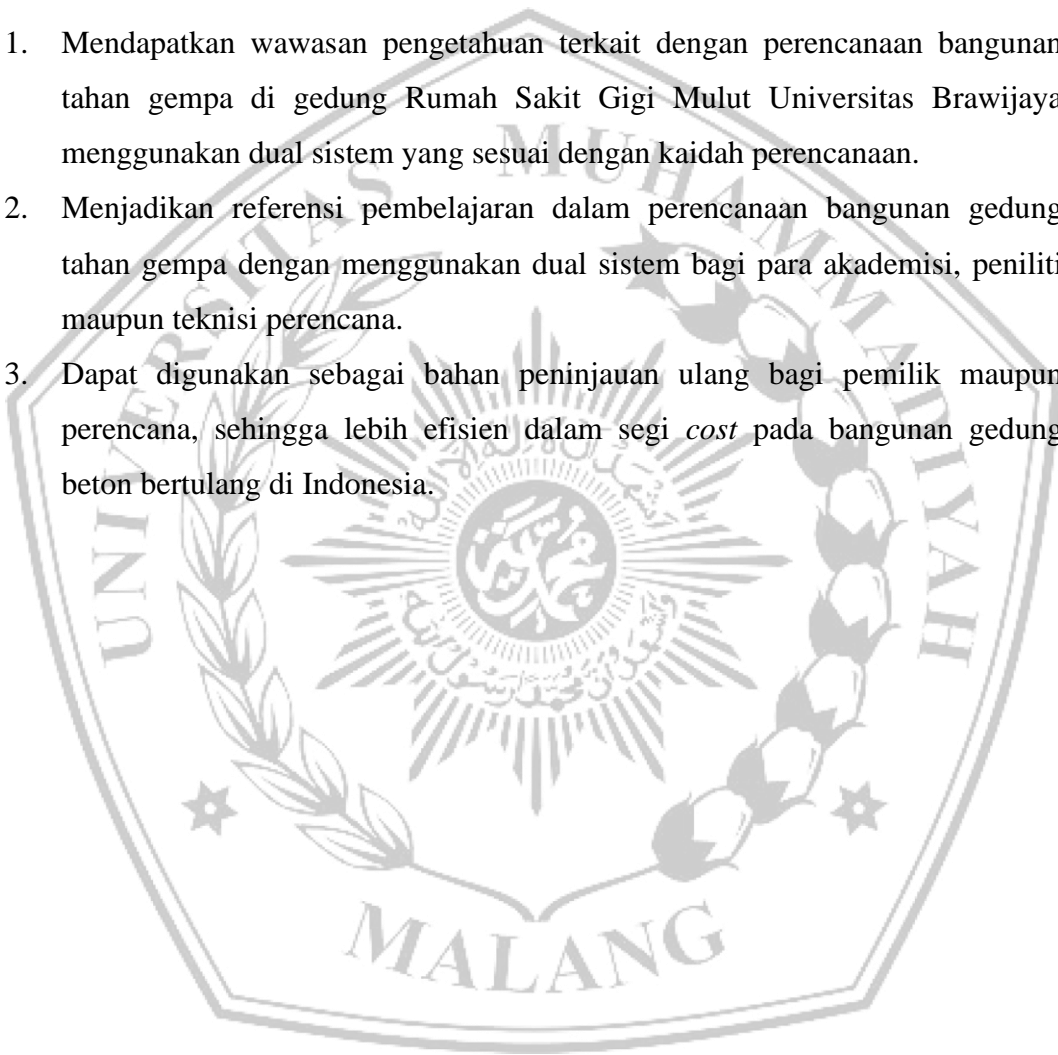 1. Mendapatkan wawasan pengetahuan terkait dengan perencanaan bangunan
tahan gempa di gedung Rumah Sakit Gigi Mulut Universitas Brawijaya
menggunakan dual sistem yang sesuai dengan kaidah perencanaan.
2. Menjadikan referensi pembelajaran dalam perencanaan bangunan gedung
tahan gempa dengan menggunakan dual sistem bagi para akademisi, peniliti
maupun teknisi perencana.
3. Dapat digunakan sebagai bahan peninjauan ulang bagi pemilik maupun
perencana, sehingga lebih efisien dalam segi cost pada bangunan gedung
beton bertulang di Indonesia.
UNIVERSITAS MUHAMMADIYAH
MALANG